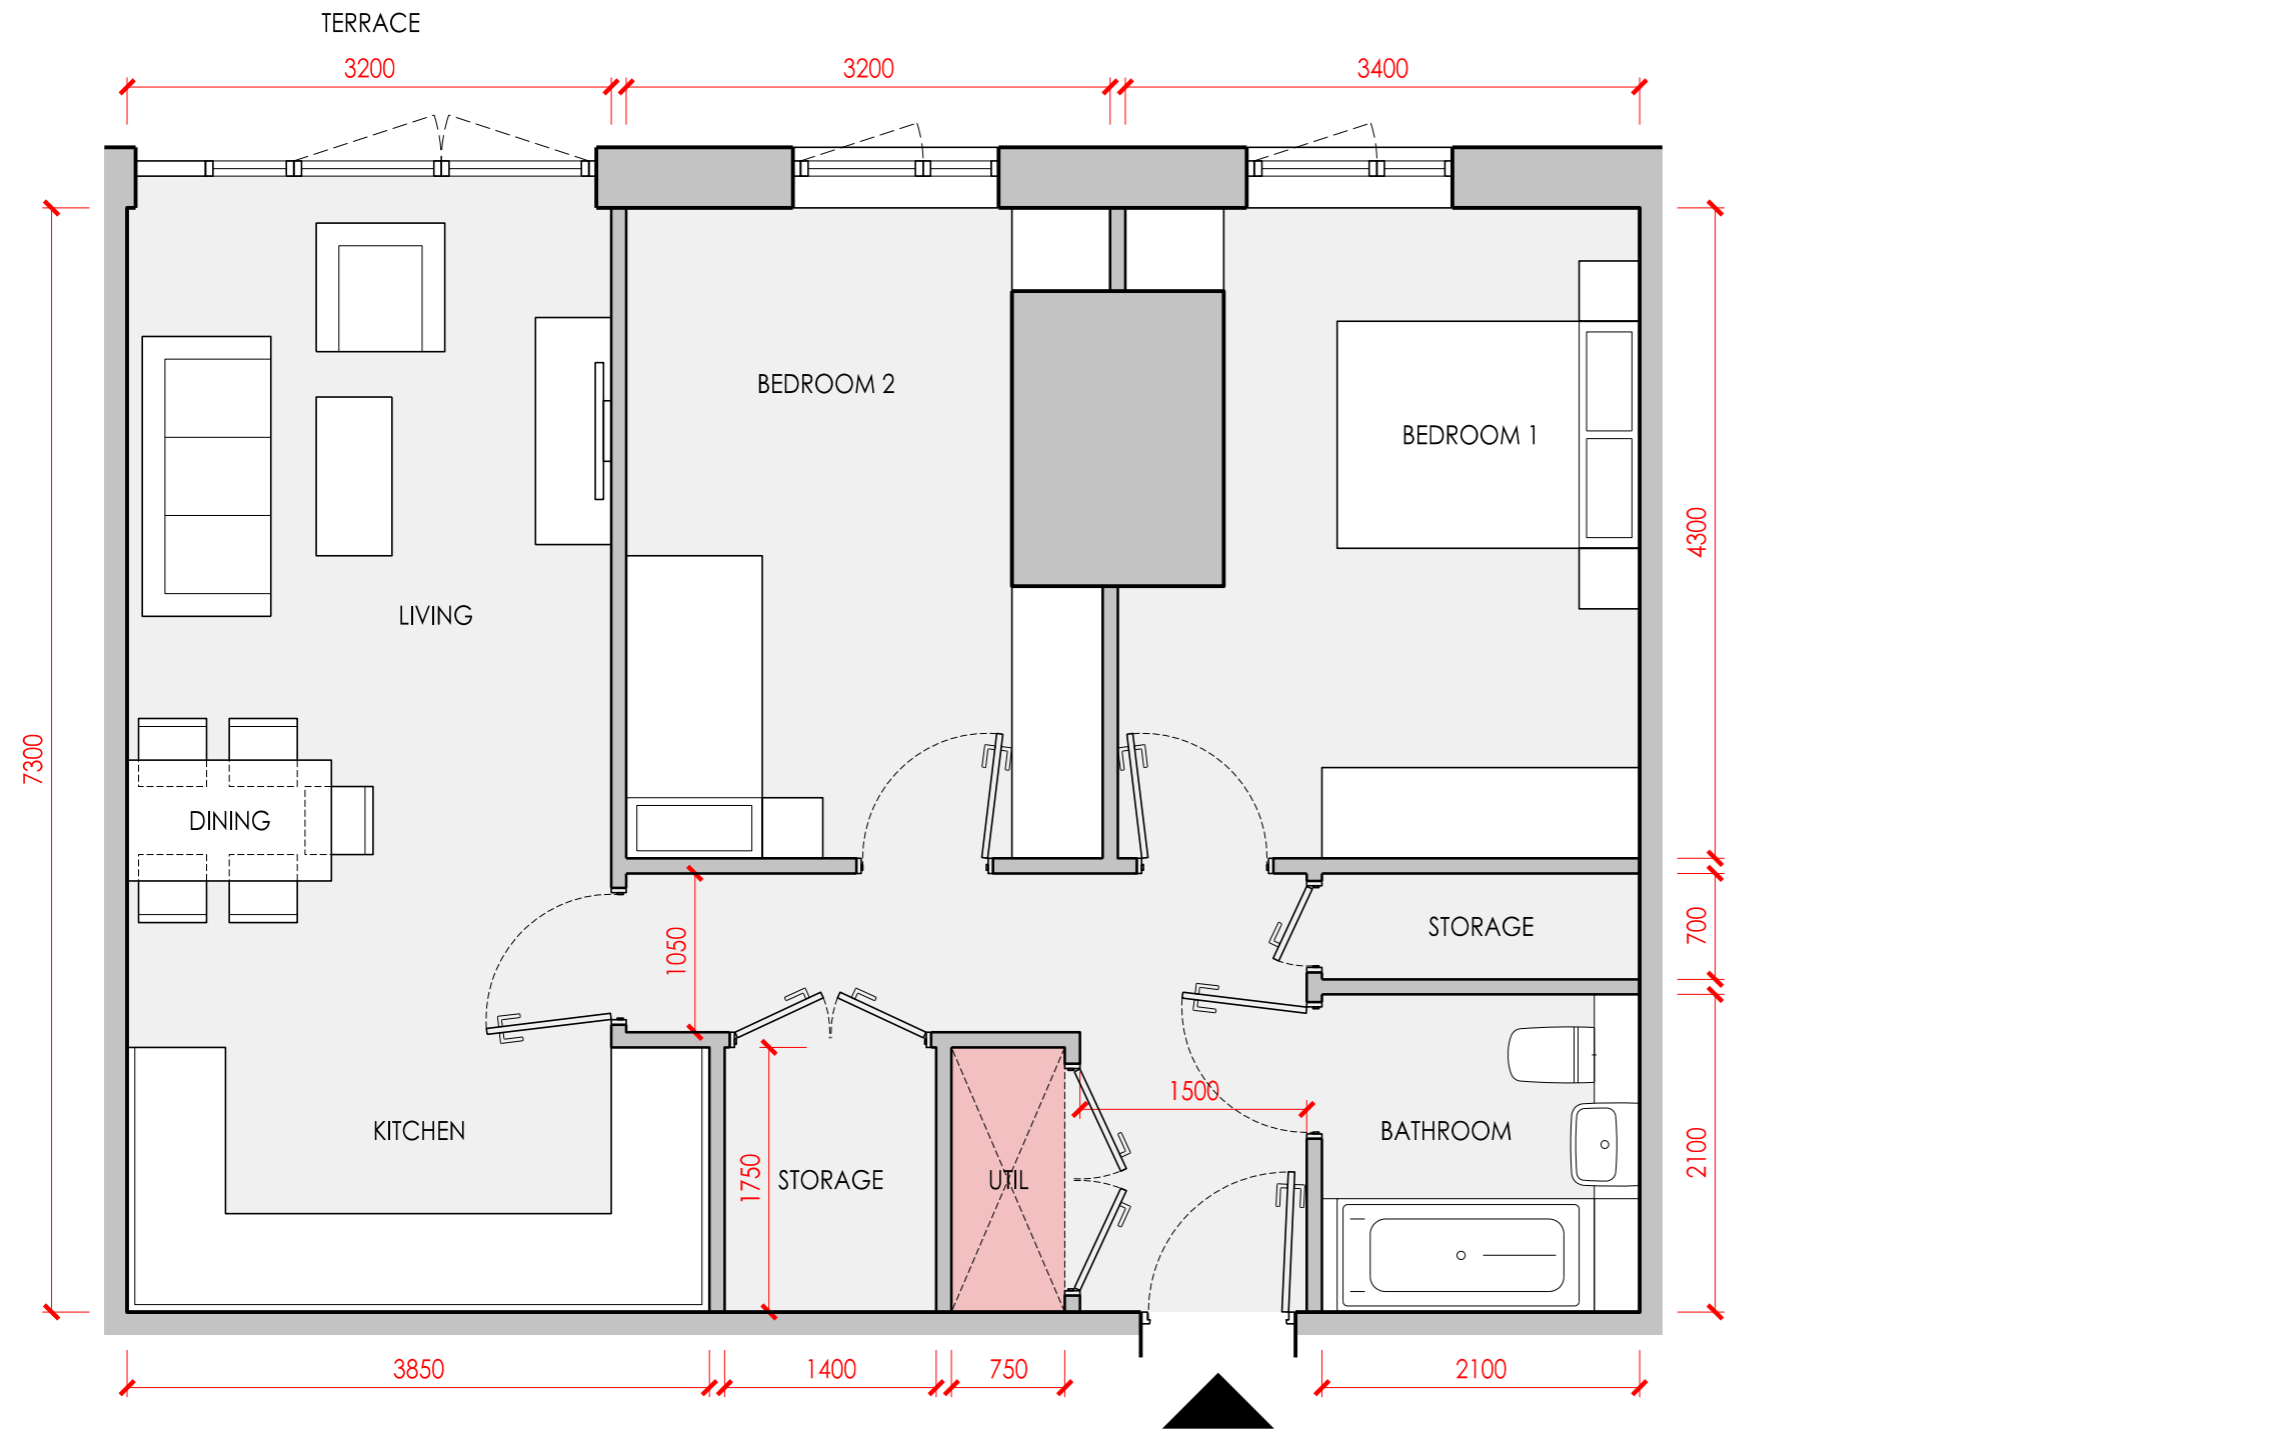 TERRACE
3200
3200
3400
BEDROOM 2
BEDROOM 1
4300
LIVING
7300
DINING
1050
STORAGE
700
1500
KITCHEN
BATHROOM
1750
STORAGE
UTIL
2100
3850
1400
750
2100